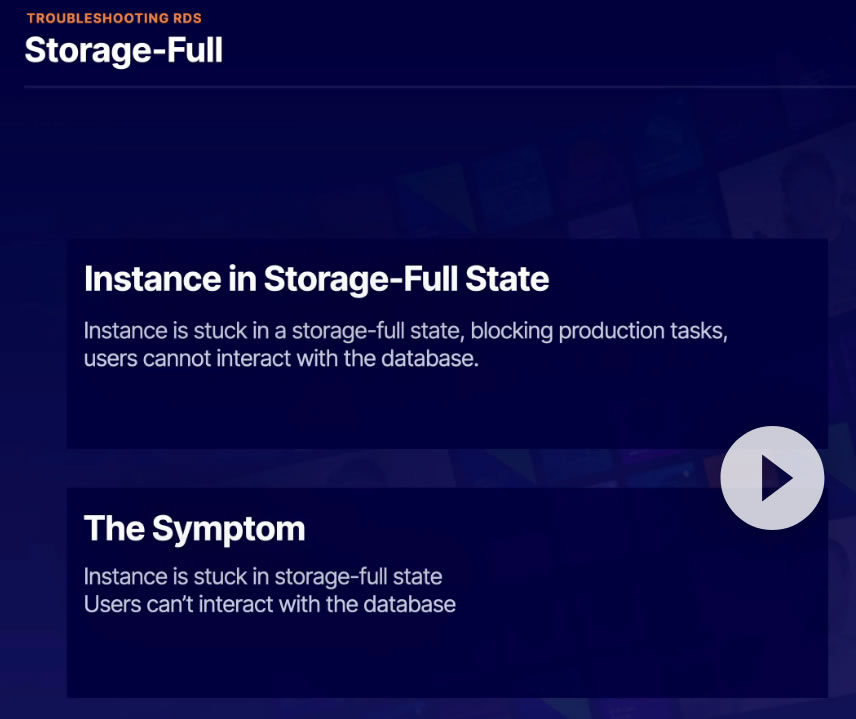 TROUBLESHOOTING RDS
Storage-Full
Instance in Storage-Full State
Instance is stuck in a storage-full state, blocking production tasks,
users cannot interact with the database.
The Symptom
Instance is stuck in storage-full state
Users can’t interact with the database